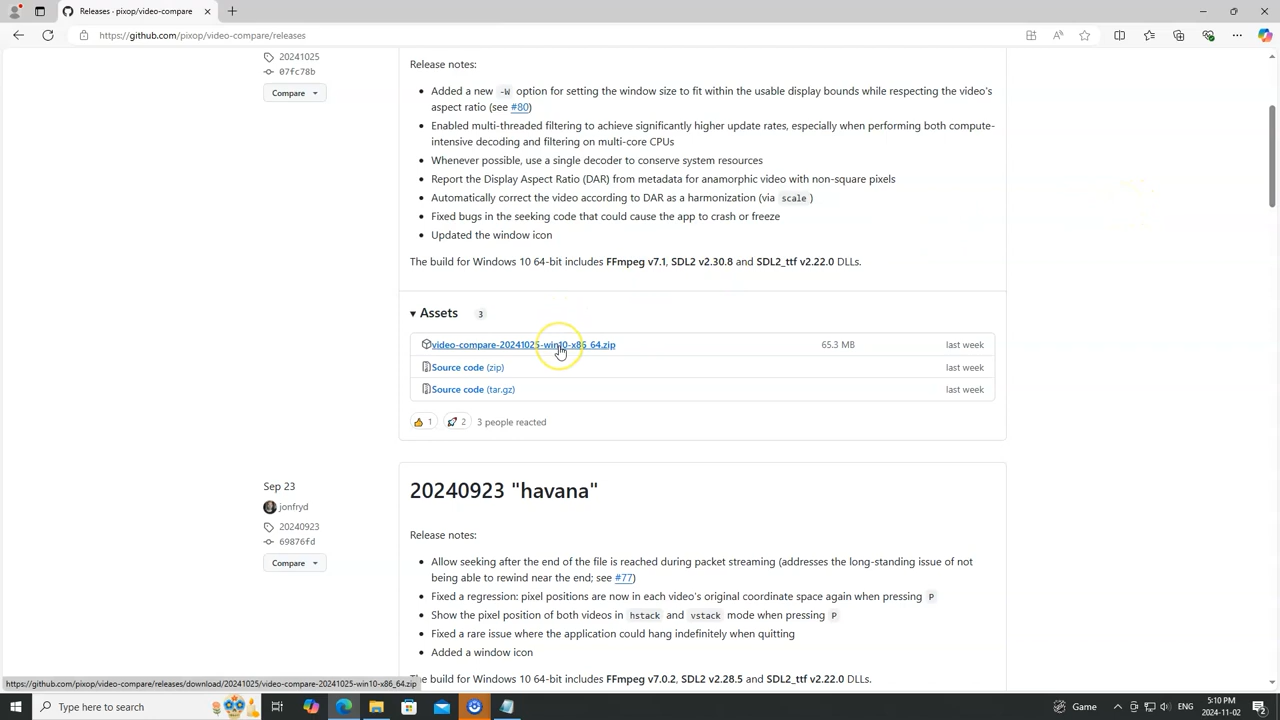 Releases · pixop/video-compare
https://github.com/pixop/video-compare/releases
20241025
07fc78b
Compare
Release notes:
Added a new -W option for setting the window size to fit within the usable display bounds while respecting the video's
aspect ratio (see #80)
Enabled multi-threaded filtering to achieve significantly higher update rates, especially when performing both compute-
intensive decoding and filtering on multi-core CPUs
Whenever possible, use a single decoder to conserve system resources
Report the Display Aspect Ratio (DAR) from metadata for anamorphic video with non-square pixels
Automatically correct the video according to DAR as a harmonization (via scale)
Fixed bugs in the seeking code that could cause the app to crash or freeze
Updated the window icon
The build for Windows 10 64-bit includes FFmpeg v7.1, SDL2 v2.30.8 and SDL2_ttf v2.22.0 DLLs.
Assets 3
video-compare-20241025-win10-x86_64.zip 65.3 MB last week
Source code (zip) last week
Source code (tar.gz) last week
1 2 3 people reacted
Sep 23
jonfryd
20240923
69876fd
Compare
20240923 "havana"
Release notes:
Allow seeking after the end of the file is reached during packet streaming (addresses the long-standing issue of not
being able to rewind near the end; see #77)
Fixed a regression: pixel positions are now in each video's original coordinate space again when pressing P
Show the pixel position of both videos in hstack and vstack mode when pressing P
Fixed a rare issue where the application could hang indefinitely when quitting
Added a window icon
The build for Windows 10 64-bit includes FFmpeg v7.0.2, SDL2 v2.28.5 and SDL2_ttf v2.22.0 DLLs.
https://github.com/pixop/video-compare/releases/download/20241025/video-compare-20241025-win10-x86_64.zip
Type here to search
Game
ENG
5:10 PM
2024-11-02
2